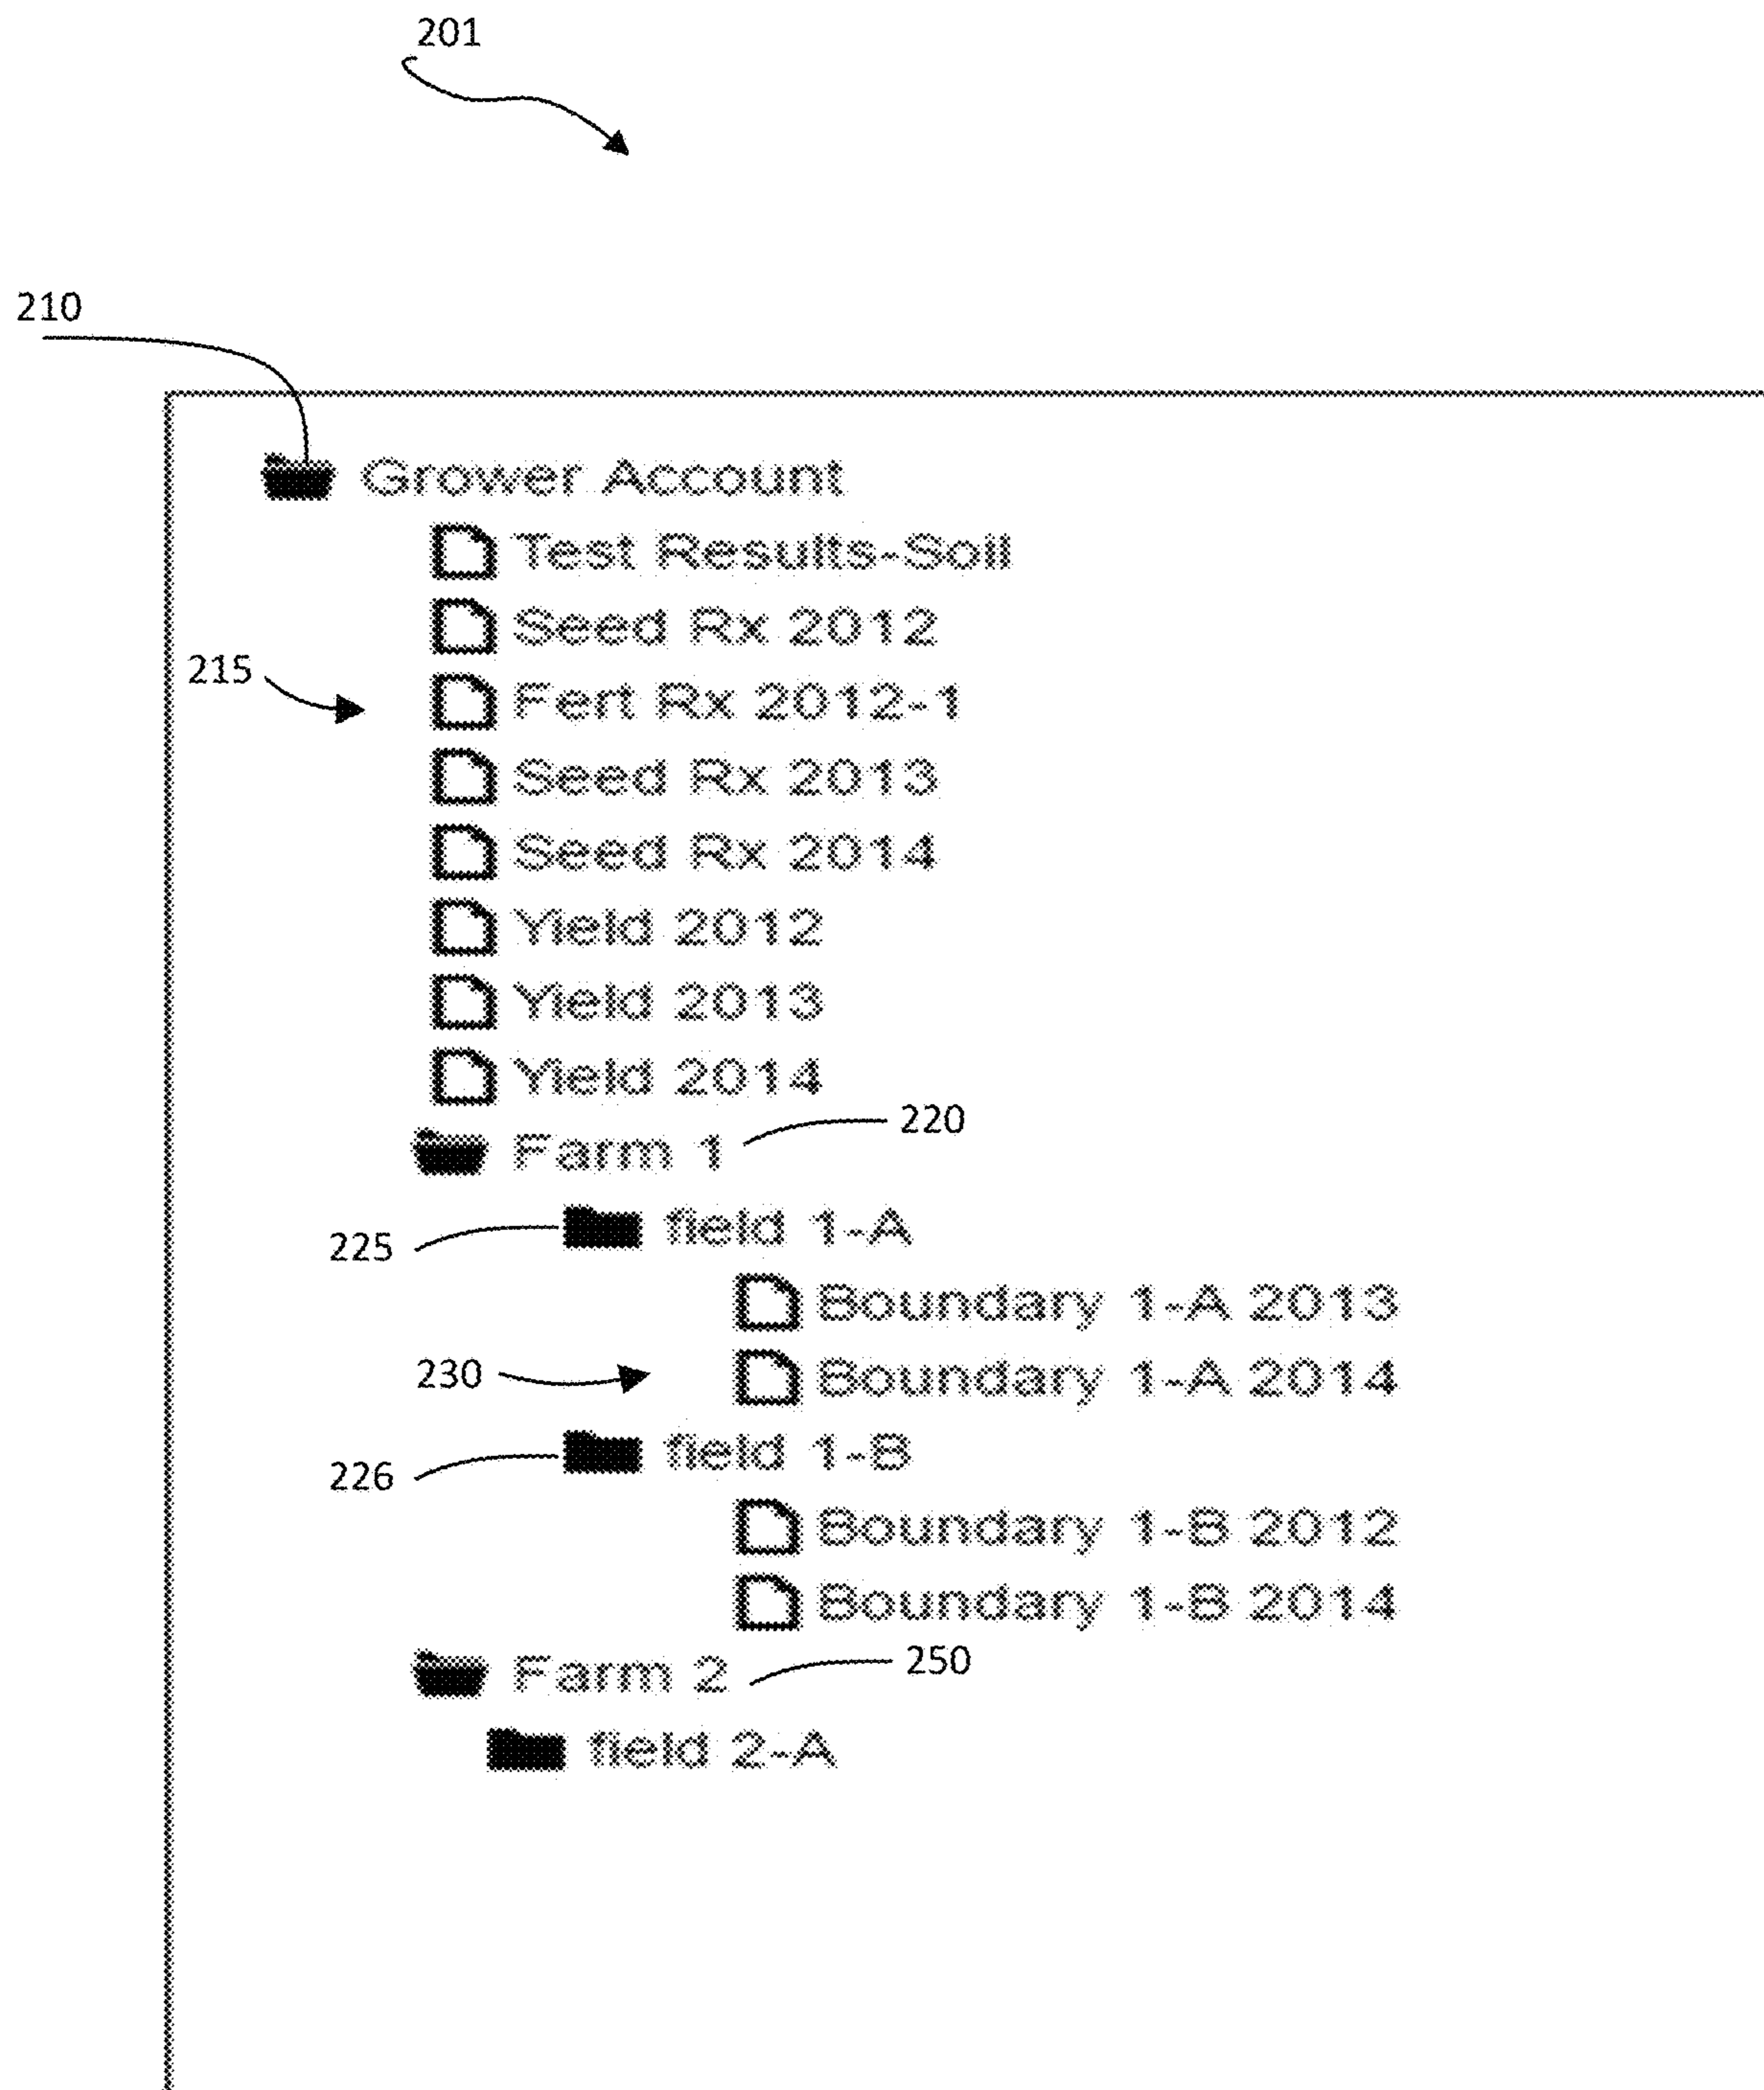 201
210
Grower Account
Test Results-Soil
Seed Rx 2012
215
Fert Rx 2012-1
Seed Rx 2013
Seed Rx 2014
Yield 2012
Yield 2013
Yield 2014
Farm 1 220
225 field 1-A
Boundary 1-A 2013
230 Boundary 1-A 2014
226 field 1-B
Boundary 1-B 2012
Boundary 1-B 2014
Farm 2 250
field 2-A